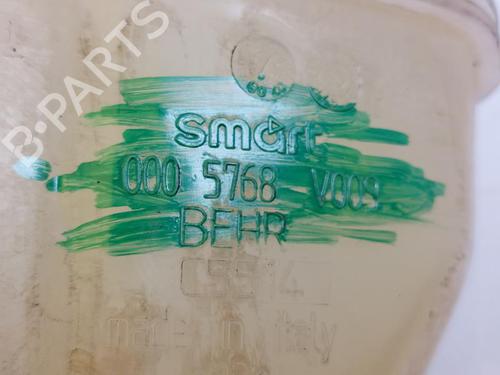 B-PARTS
smart
000 5768 V009
BEHR
made in Italy